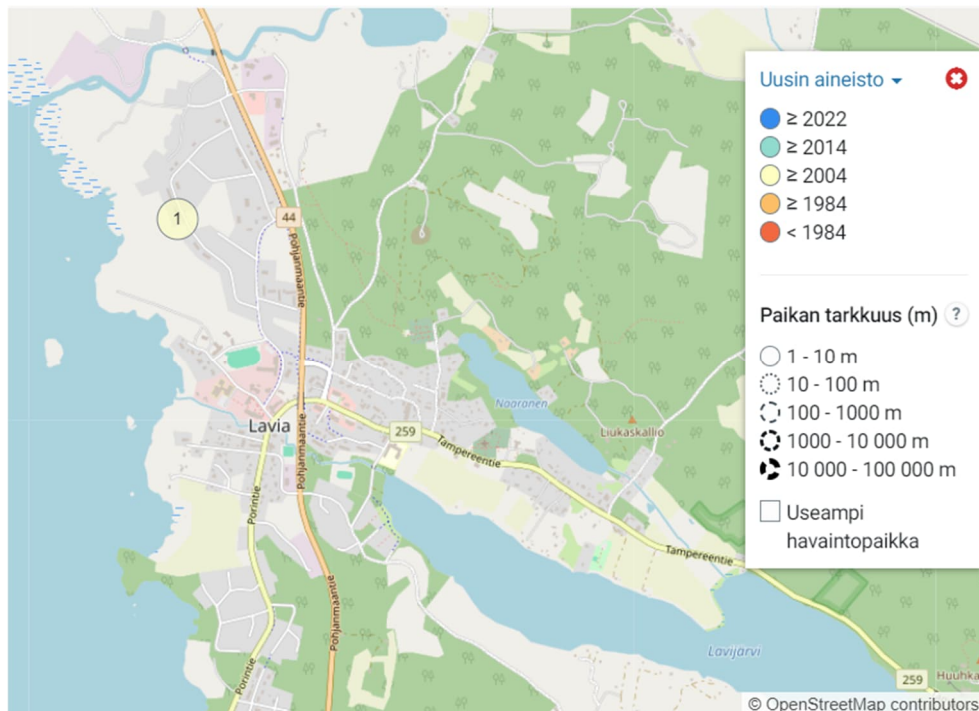 1
44
Pohjanmaantie
Lavia
259
Tampereentie
Naaranen
Liukaskallio
Porintie
Pohjanmaantie
Pohjanmaantie
Tampereentie
Lavijärvi
Porintie
259
Uusin aineisto
≥ 2022
≥ 2014
≥ 2004
≥ 1984
< 1984
Paikan tarkkuus (m) ?
1 - 10 m
10 - 100 m
100 - 1000 m
1000 - 10 000 m
10 000 - 100 000 m
Useampi
havaintopaikka
© OpenStreetMap contributors